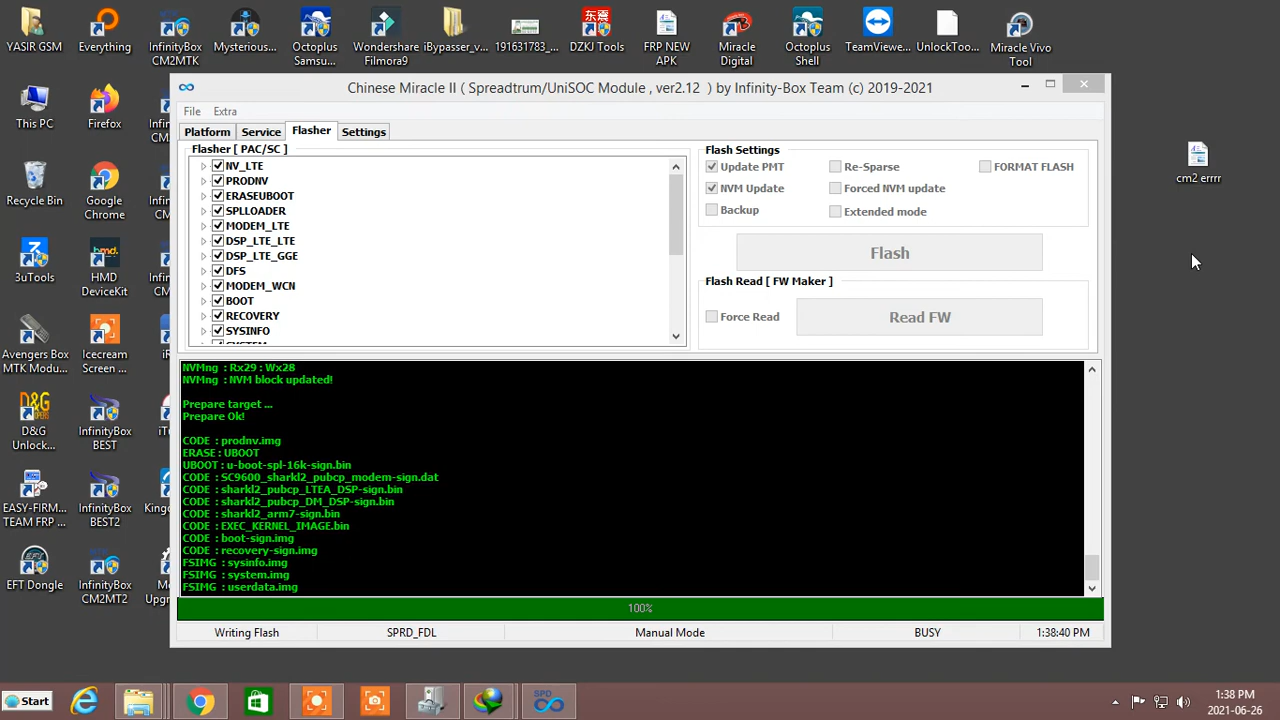 YASIR GSM
Everything
InfinityBox CM2MTK
Mysterious...
Octoplus Samsu...
Wondershare Filmora9
iBypasser_v...
191631783_...
东震
DZKJ Tools
FRP NEW APK
Miracle Digital
Octoplus Shell
TeamViewe...
UnlockToo...
Miracle Vivo Tool
Chinese Miracle II ( Spreadtrum/UniSOC Module , ver2.12 ) by Infinity-Box Team (c) 2019-2021
File
Extra
Platform
Service
Flasher
Settings
Flasher [ PAC/SC ]
NV_LTE
PRODNV
ERASEUBOOT
SPLLOADER
MODEM_LTE
DSP_LTE_LTE
DSP_LTE_GGE
DFS
MODEM_WCN
BOOT
RECOVERY
SYSINFO
Flash Settings
Update PMT
Re-Sparse
FORMAT FLASH
NVM Update
Forced NVM update
Backup
Extended mode
Flash
Flash Read [ FW Maker ]
Force Read
Read FW
NVMng : Rx29 : Wx28
NVMng : NVM block updated!
Prepare target ...
Prepare Ok!
CODE : prodnv.img
ERASE : UBOOT
UBOOT : u-boot-spl-16k-sign.bin
CODE : SC9600_sharkl2_pubcp_modem-sign.dat
CODE : sharkl2_pubcp_LTEA_DSP-sign.bin
CODE : sharkl2_pubcp_DM_DSP-sign.bin
CODE : sharkl2_arm7-sign.bin
CODE : EXEC_KERNEL_IMAGE.bin
CODE : boot-sign.img
CODE : recovery-sign.img
FSIMG : sysinfo.img
FSIMG : system.img
FSIMG : userdata.img
100%
Writing Flash
SPRD_FDL
Manual Mode
BUSY
1:38:40 PM
cm2 errrr
This PC
Firefox
Recycle Bin
Google Chrome
3uTools
hmd.
HMD DeviceKit
Avengers Box MTK Modu...
Icecream Screen ...
D&G Unlock...
InfinityBox BEST
EASY-FIRM... TEAM FRP ...
InfinityBox BEST2
EFT
EFT Dongle
InfinityBox CM2MT2
Start
SPD
1:38 PM
2021-06-26